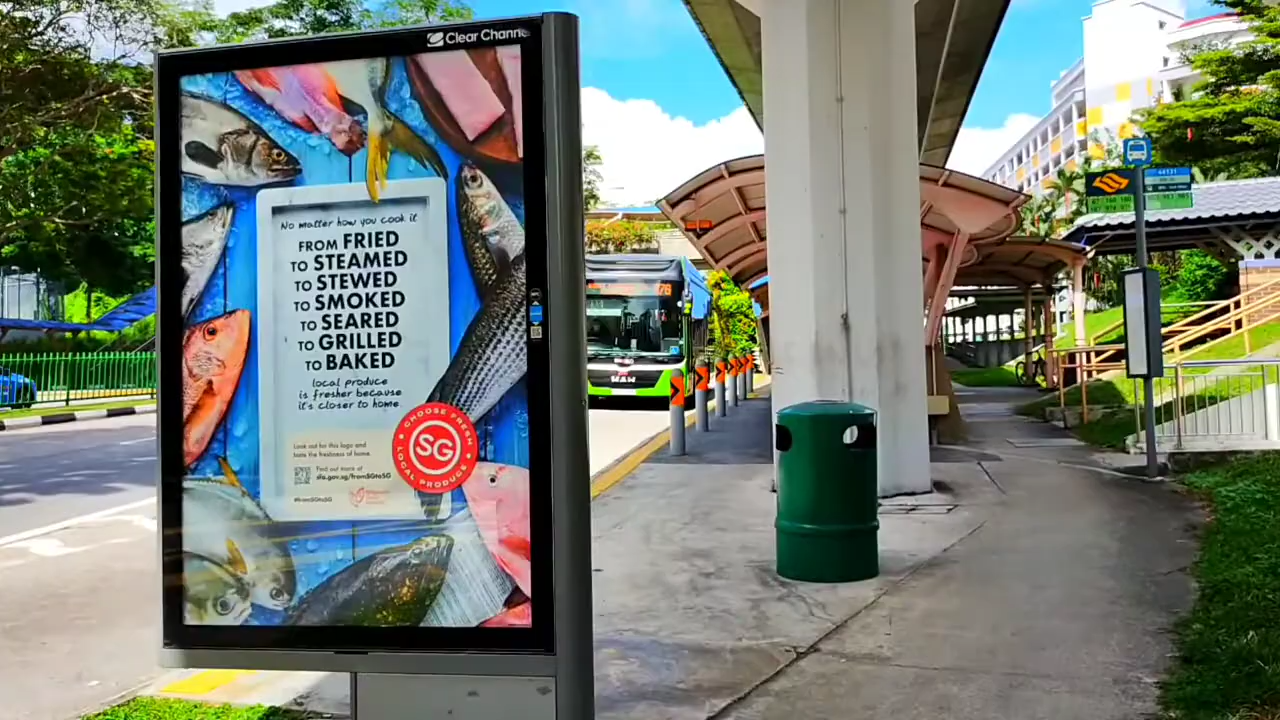 Clear Channe
No matter how you cook it
FROM FRIED
TO STEAMED
TO STEWED
TO SMOKED
TO SEARED
TO GRILLED
TO BAKED
local produce
is fresher because
it's closer to home.
CHOOSE FRESH
SG
LOCAL PRODUCE
Look out for this logo and
taste the freshness of home.
Find out more at
sfa.gov.sg/fromSGtoSG
#fromSGtoSG
MAN